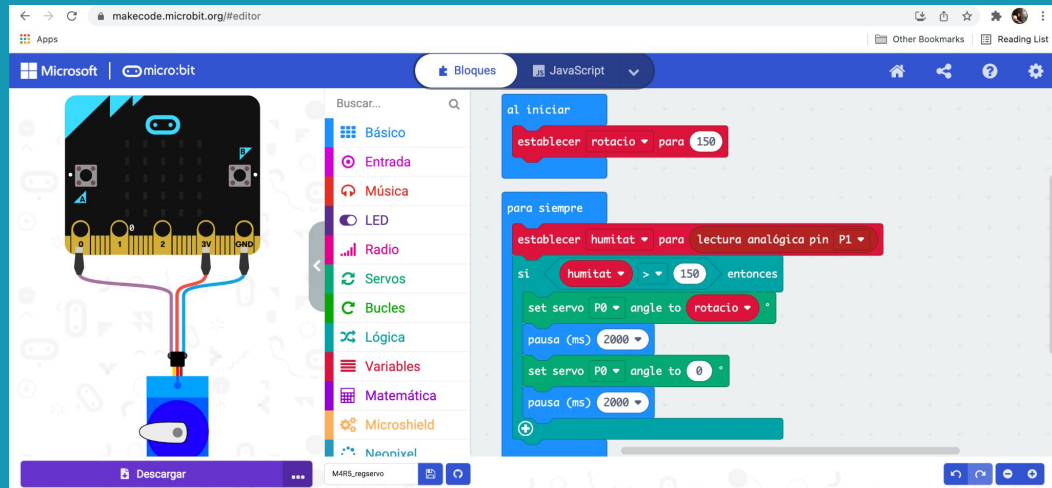 makecode.microbit.org/#editor
Apps
Other Bookmarks
Reading List
Microsoft
micro:bit
Bloques
JS JavaScript
?
B
A
0
0 1 2 3V GND
Buscar...
Básico
Entrada
Música
LED
Radio
Servos
Bucles
Lógica
Variables
Matemática
Microshield
Neopixel
al iniciar
establecer rotacio para 150
para siempre
establecer humitat para lectura analógica pin P1
si humitat > 150 entonces
set servo P0 angle to rotacio °
pausa (ms) 2000
set servo P0 angle to 0 °
pausa (ms) 2000
Descargar
...
M4R5_regservo